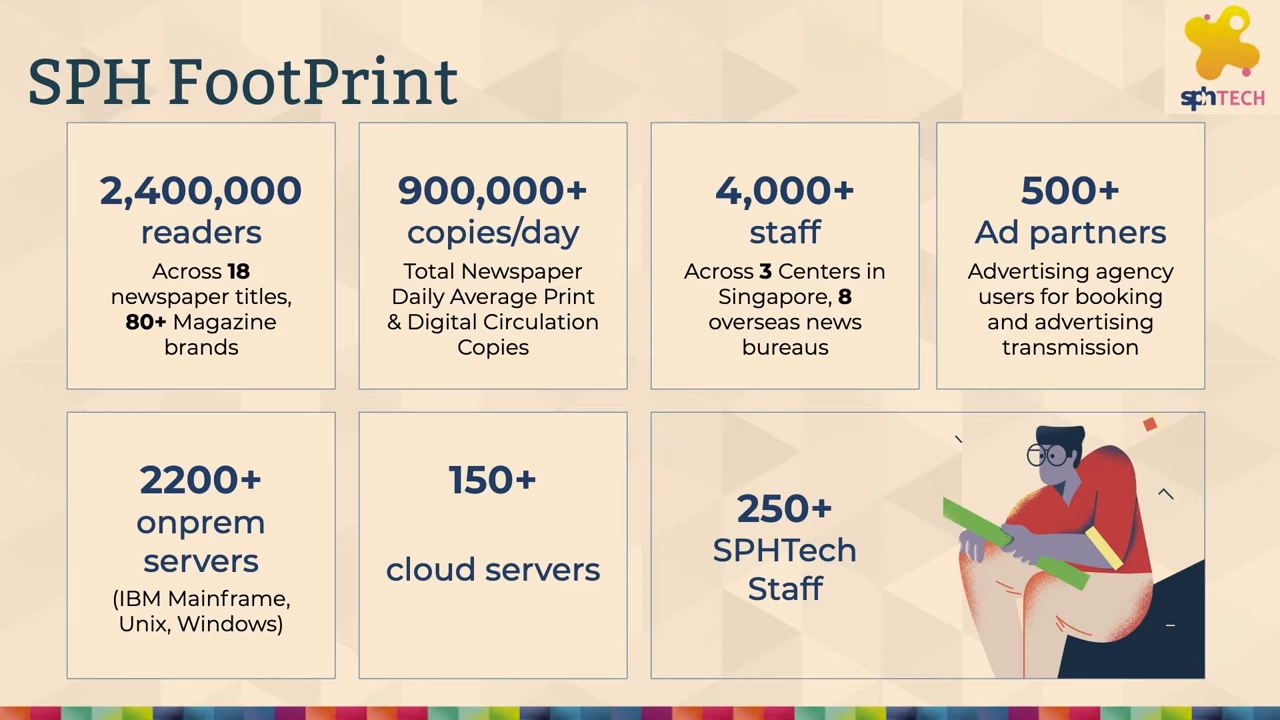 SPH FootPrint
sphTECH
2,400,000
readers
Across 18
newspaper titles,
80+ Magazine
brands
900,000+
copies/day
Total Newspaper
Daily Average Print
& Digital Circulation
Copies
4,000+
staff
Across 3 Centers in
Singapore, 8
overseas news
bureaus
500+
Ad partners
Advertising agency
users for booking
and advertising
transmission
2200+
onprem
servers
(IBM Mainframe,
Unix, Windows)
150+
cloud servers
250+
SPHTech
Staff